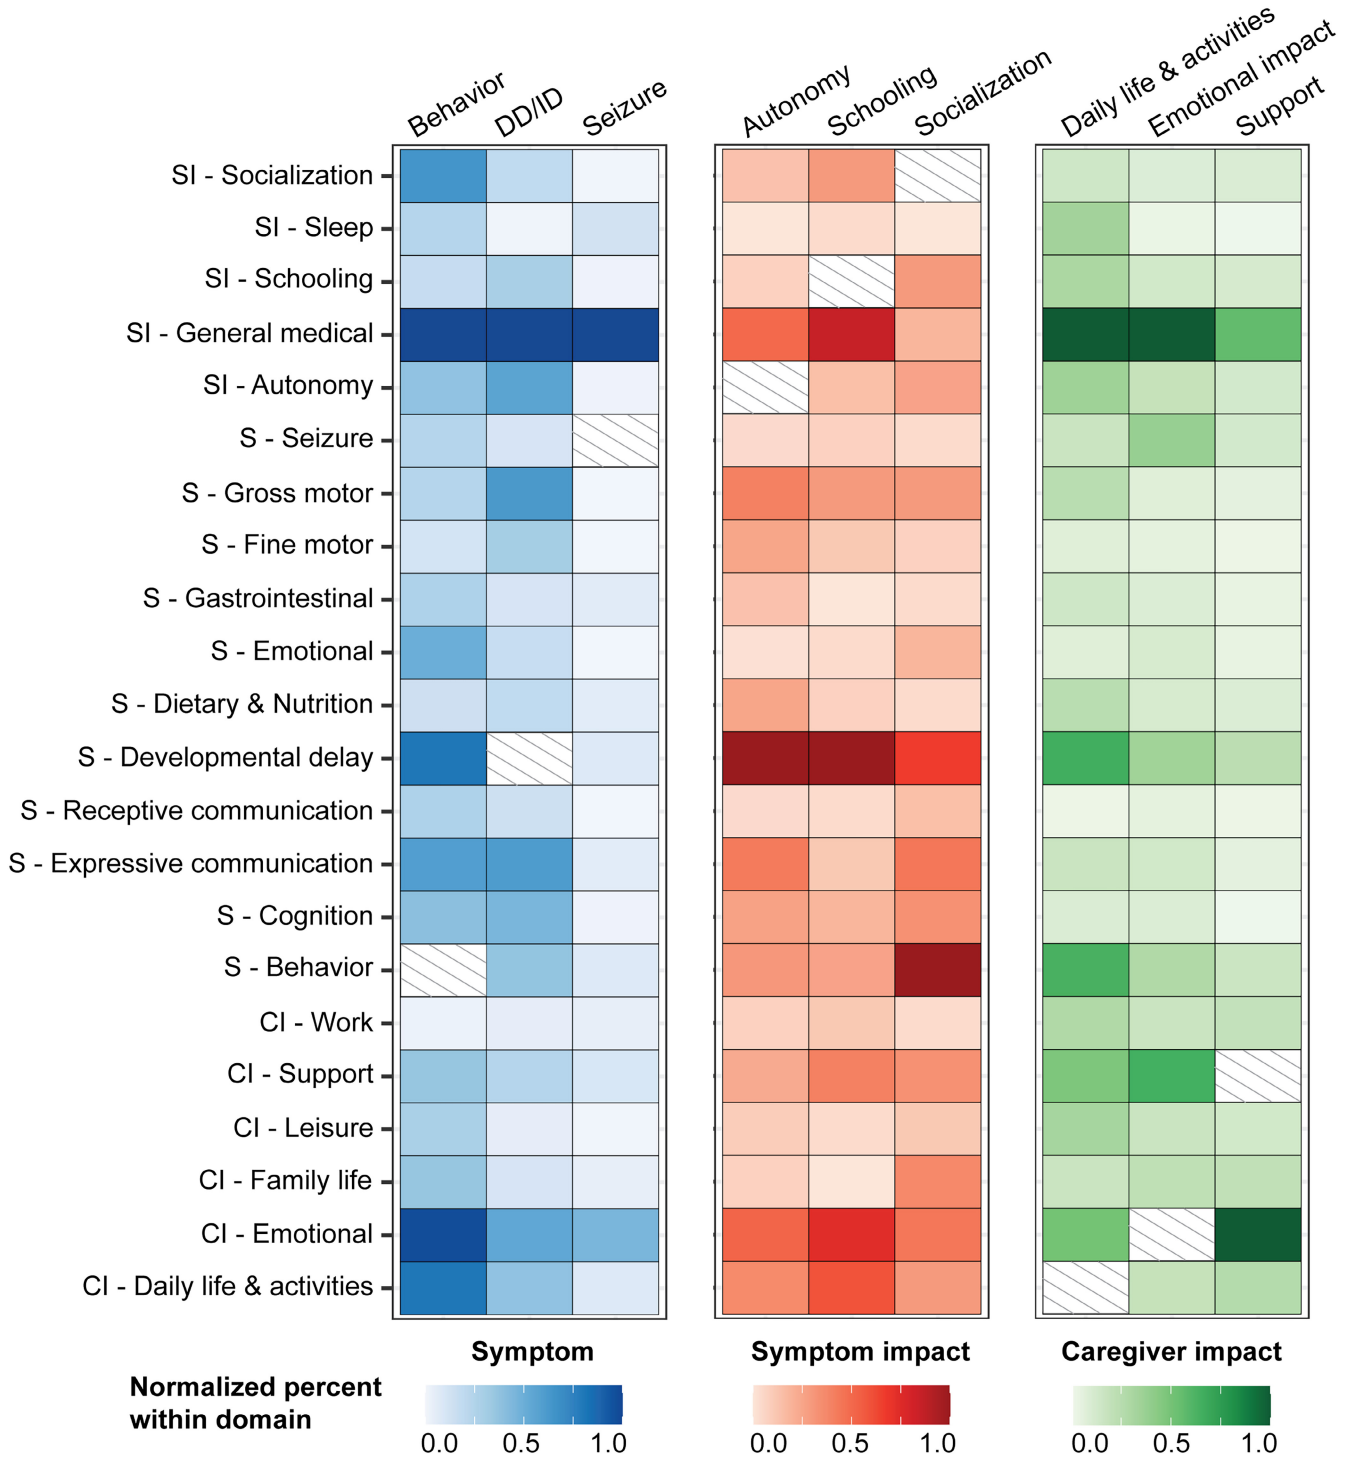 Behavior
DD/ID
Seizure
Autonomy
Schooling
Socialization
Daily life & activities
Emotional impact
Support
SI - Socialization
SI - Sleep
SI - Schooling
SI - General medical
SI - Autonomy
S - Seizure
S - Gross motor
S - Fine motor
S - Gastrointestinal
S - Emotional
S - Dietary & Nutrition
S - Developmental delay
S - Receptive communication
S - Expressive communication
S - Cognition
S - Behavior
CI - Work
CI - Support
CI - Leisure
CI - Family life
CI - Emotional
CI - Daily life & activities
Symptom
Symptom impact
Caregiver impact
Normalized percent
within domain
0.0 0.5 1.0
0.0 0.5 1.0
0.0 0.5 1.0